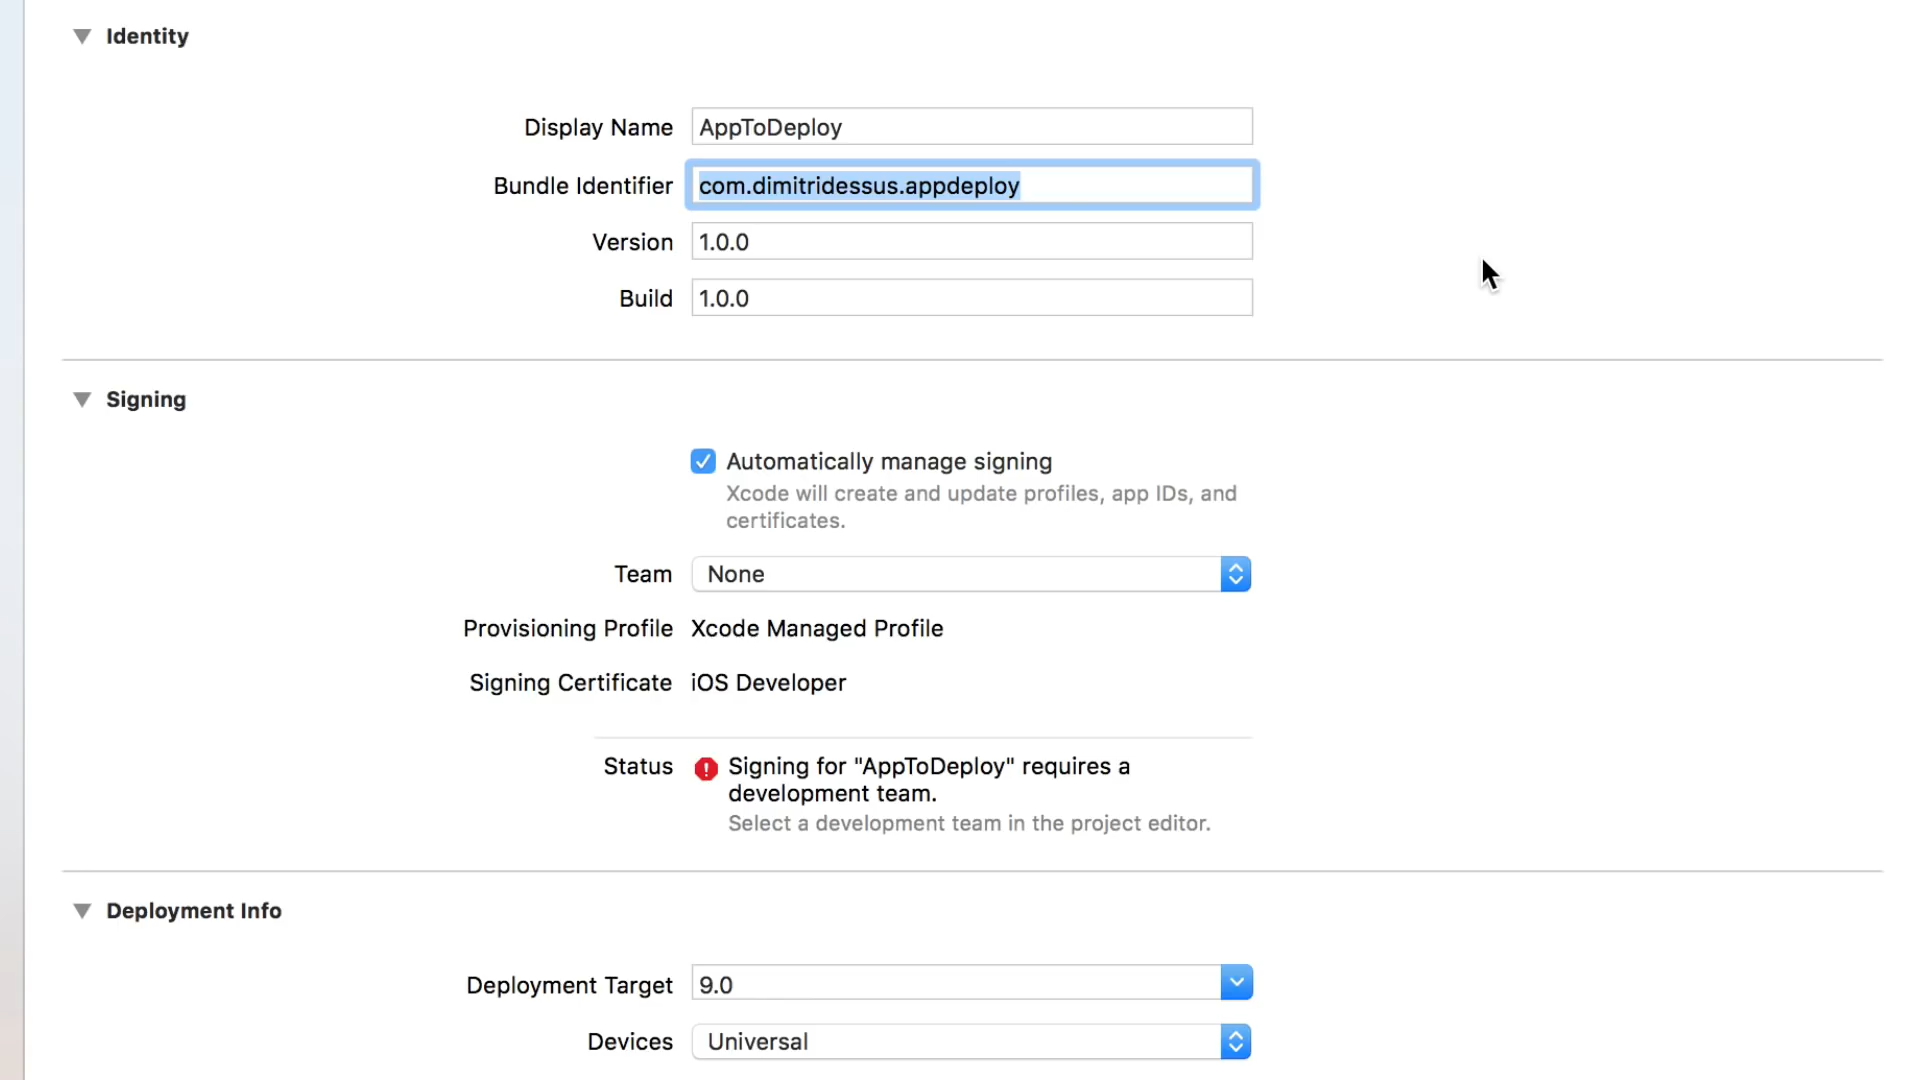 Identity
Display Name AppToDeploy
Bundle Identifier com.dimitridessus.appdeploy
Version 1.0.0
Build 1.0.0
Signing
Automatically manage signing
Xcode will create and update profiles, app IDs, and
certificates.
Team None
Provisioning Profile Xcode Managed Profile
Signing Certificate iOS Developer
Status Signing for "AppToDeploy" requires a
development team.
Select a development team in the project editor.
Deployment Info
Deployment Target 9.0
Devices Universal